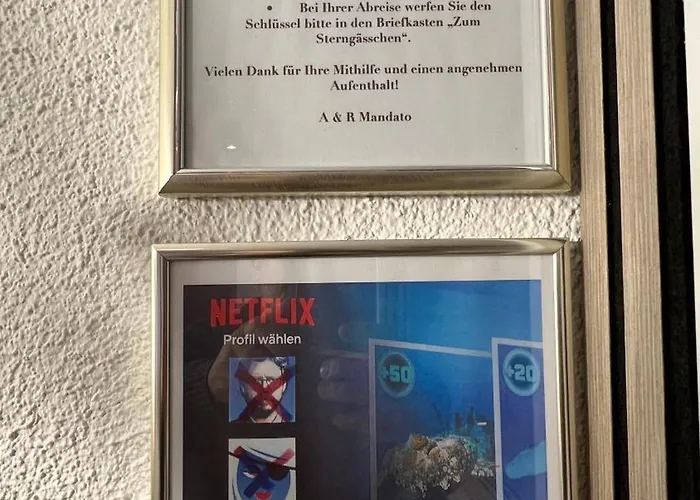 • Bei Ihrer Abreise werfen Sie den
Schlüssel bitte in den Briefkasten „Zum
Sterngässchen“.
Vielen Dank für Ihre Mithilfe und einen angenehmen
Aufenthalt!
A & R Mandato
NETFLIX
Profil wählen
+50
+20